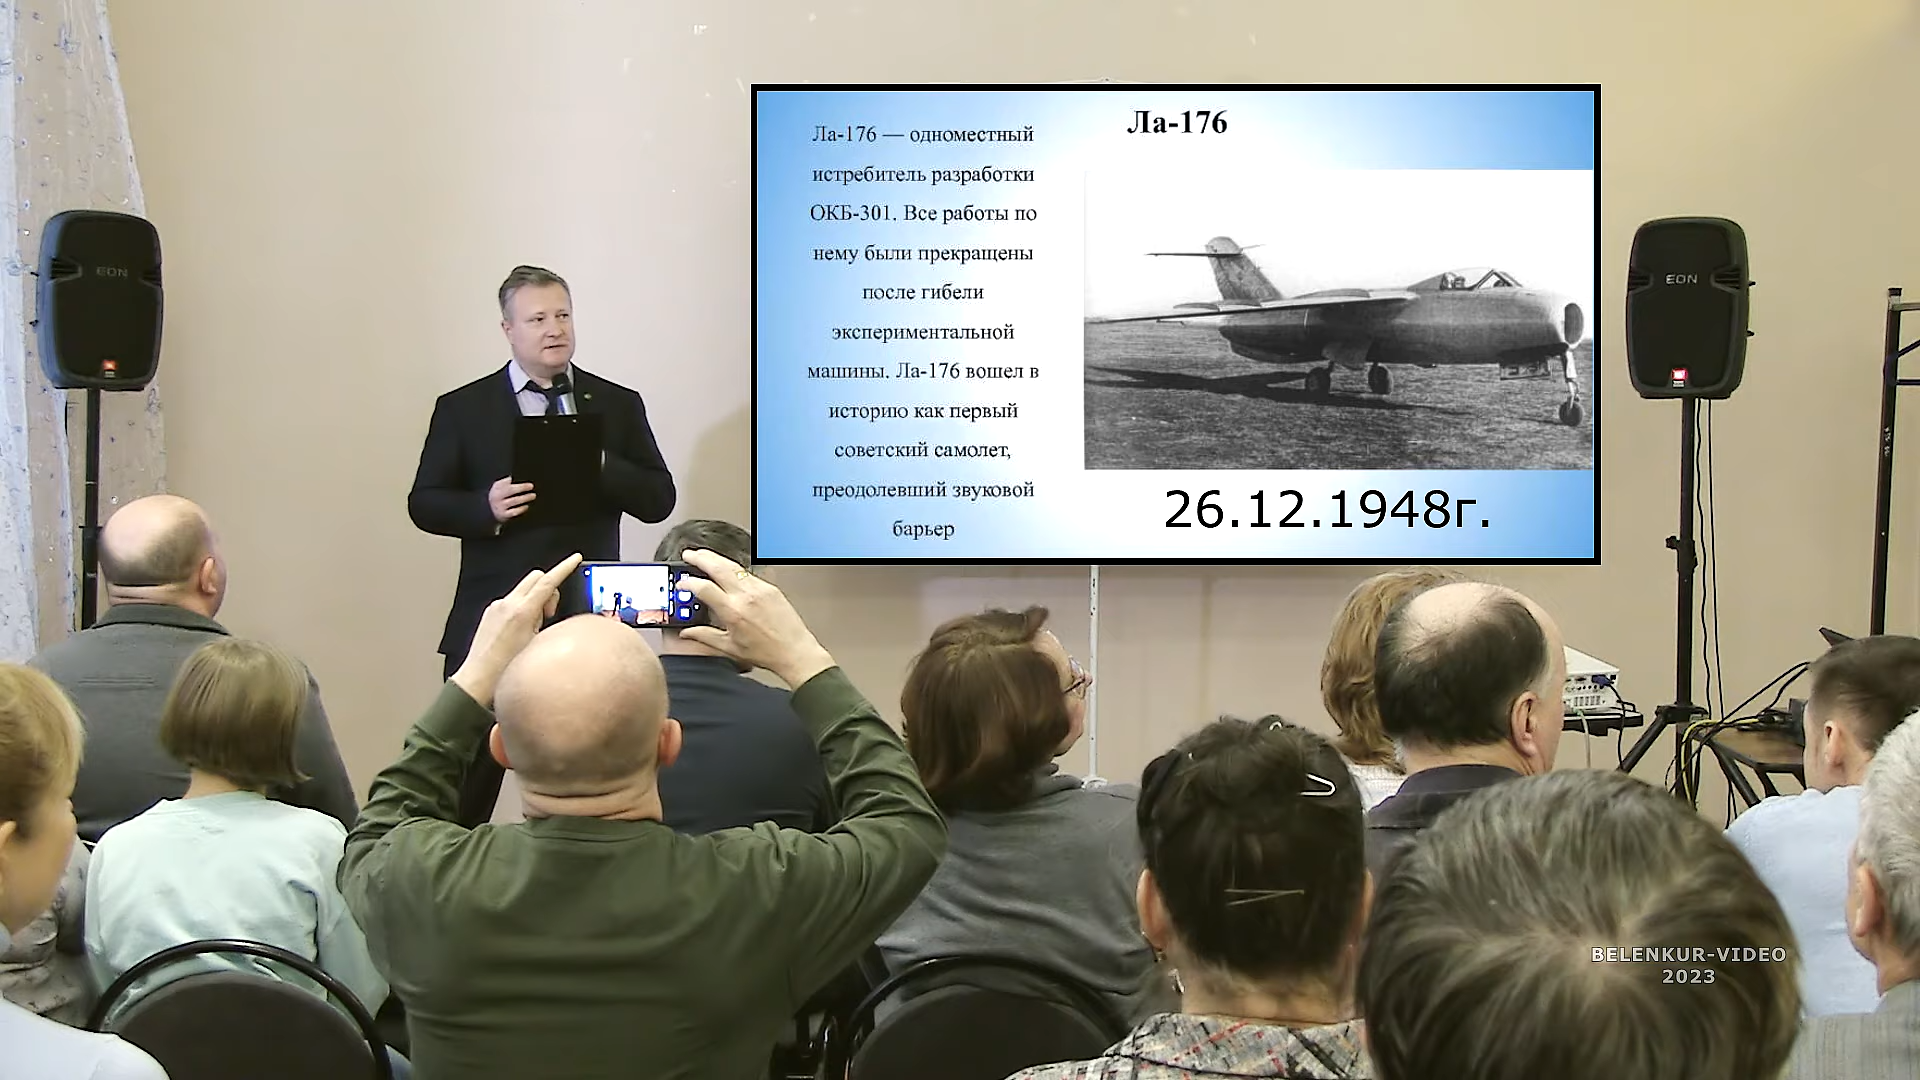 Ла-176
Ла-176 — одноместный
истребитель разработки
ОКБ-301. Все работы по
нему были прекращены
после гибели
экспериментальной
машины. Ла-176 вошел в
историю как первый
советский самолет,
преодолевший звуковой
барьер
26.12.1948г.
EON
EON
BELENKUR-VIDEO
2023